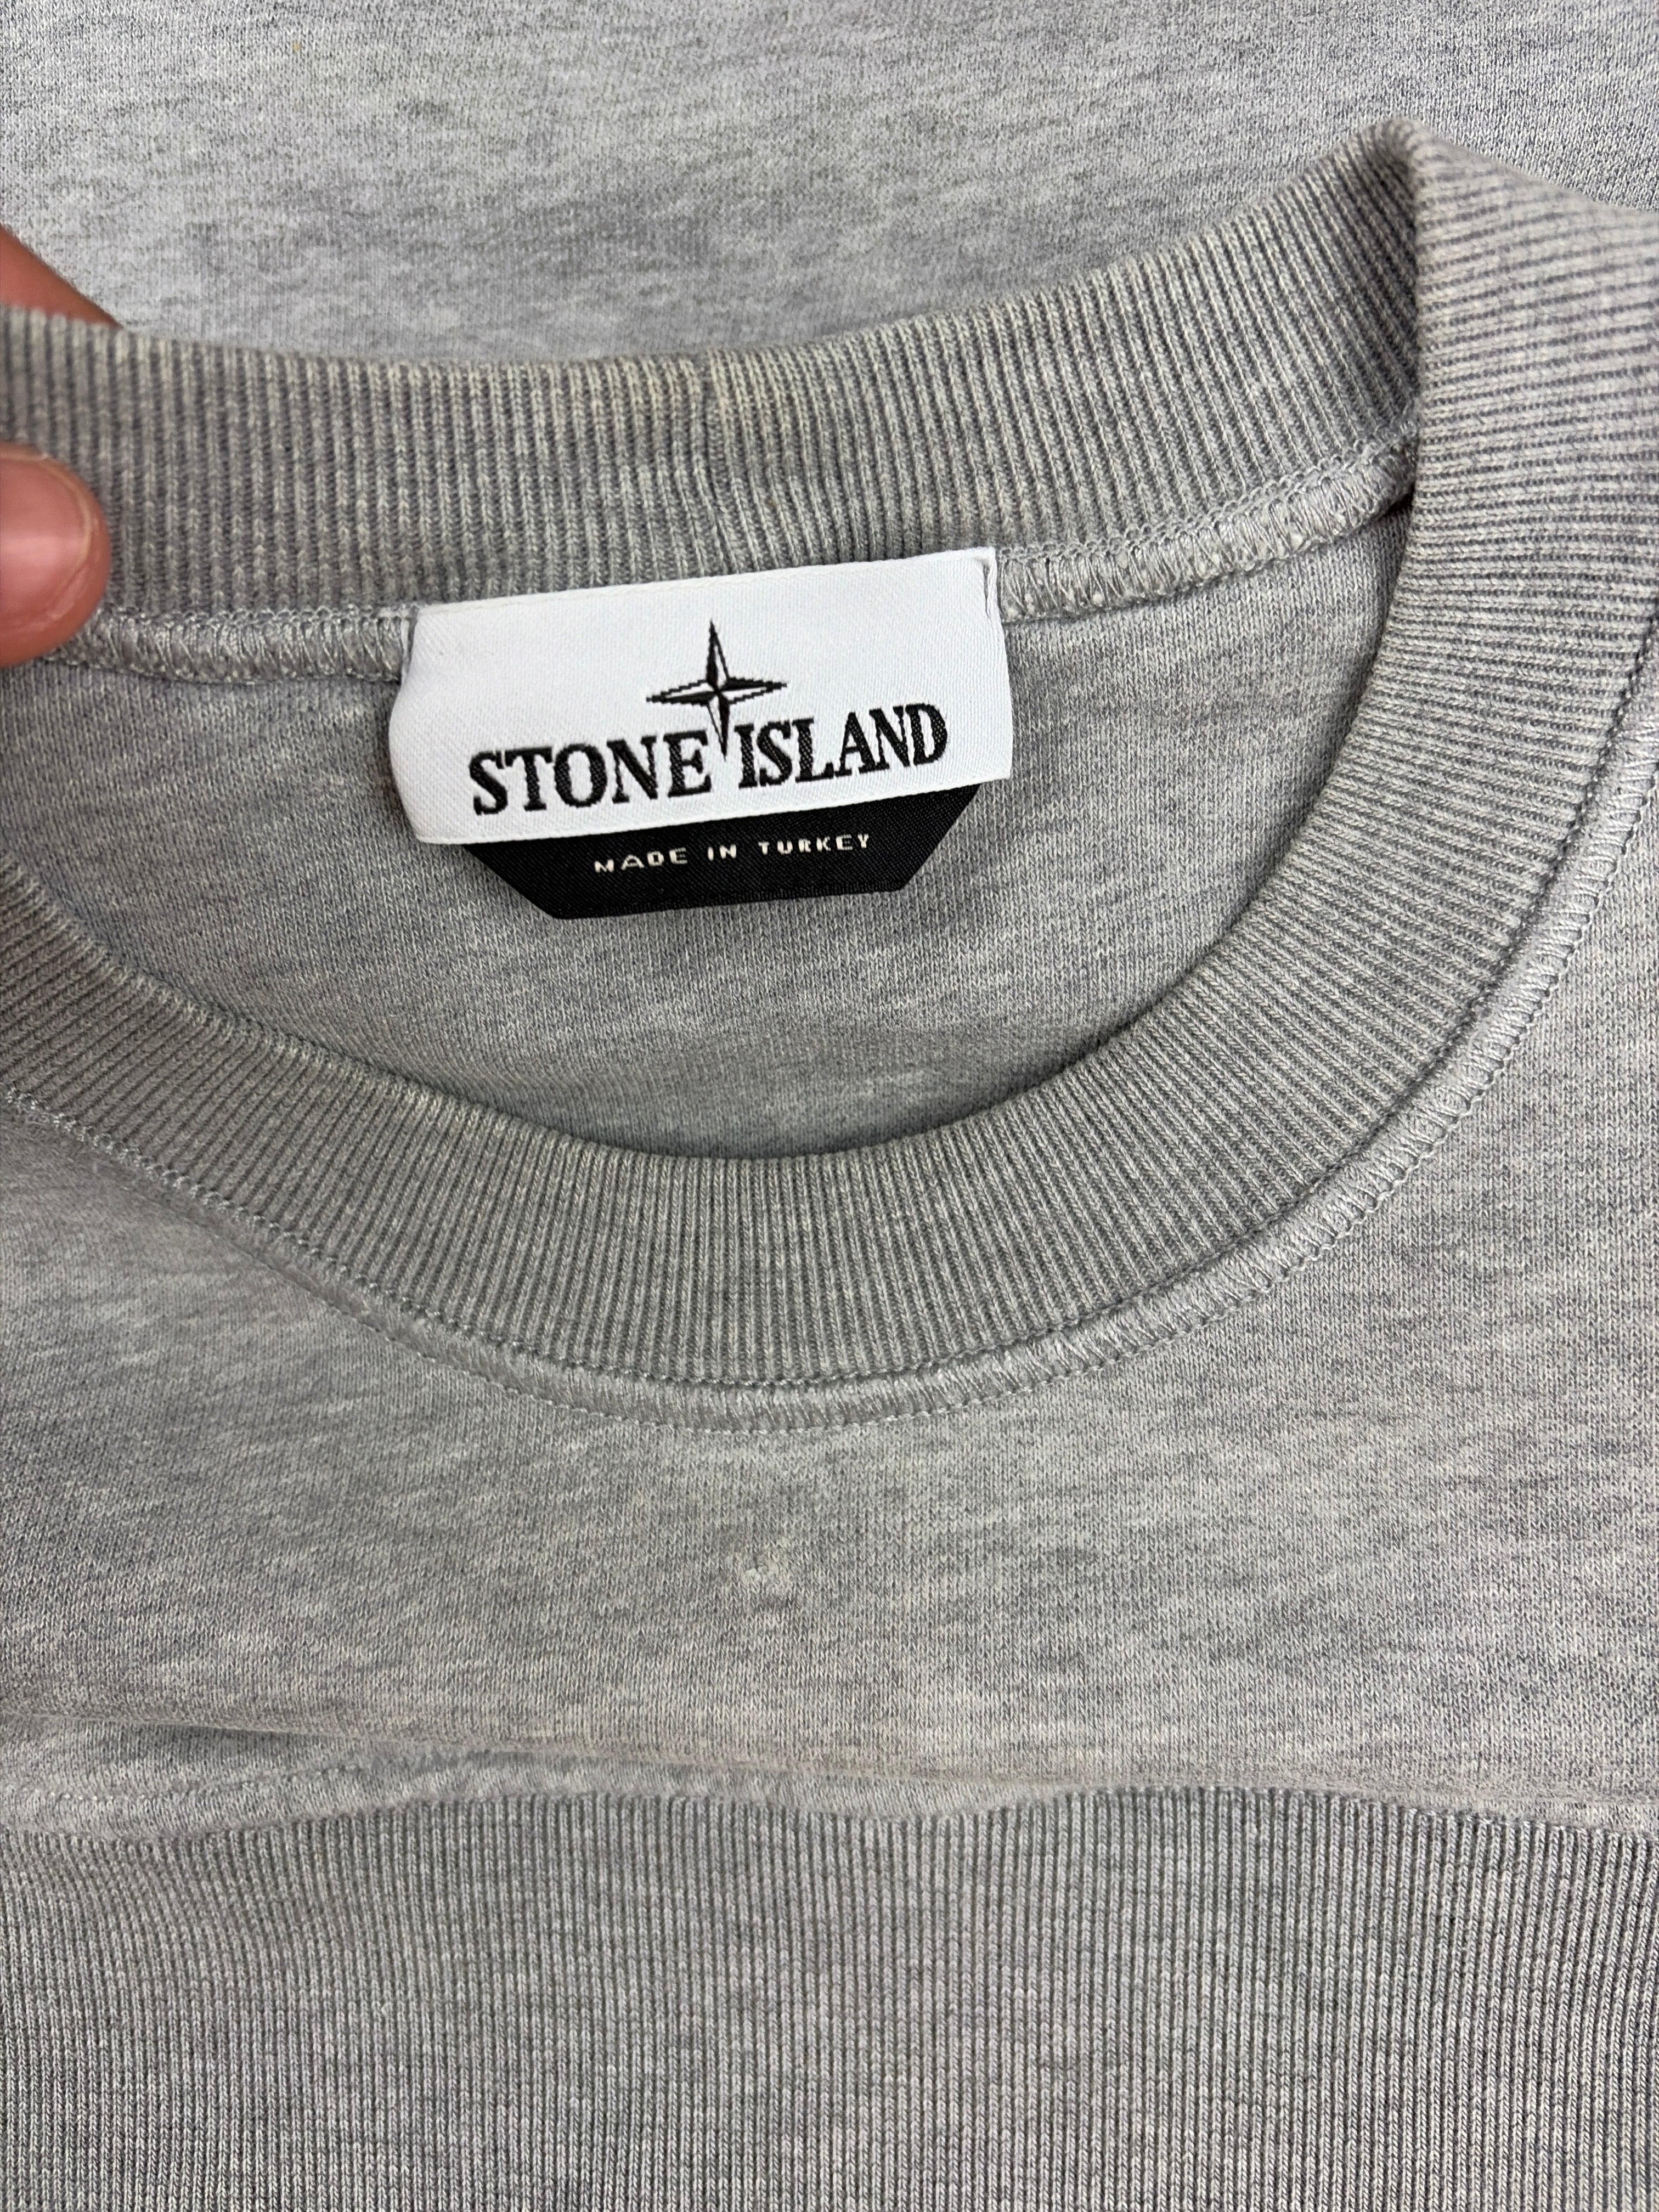 STONE ISLAND
MADE IN TURKEY